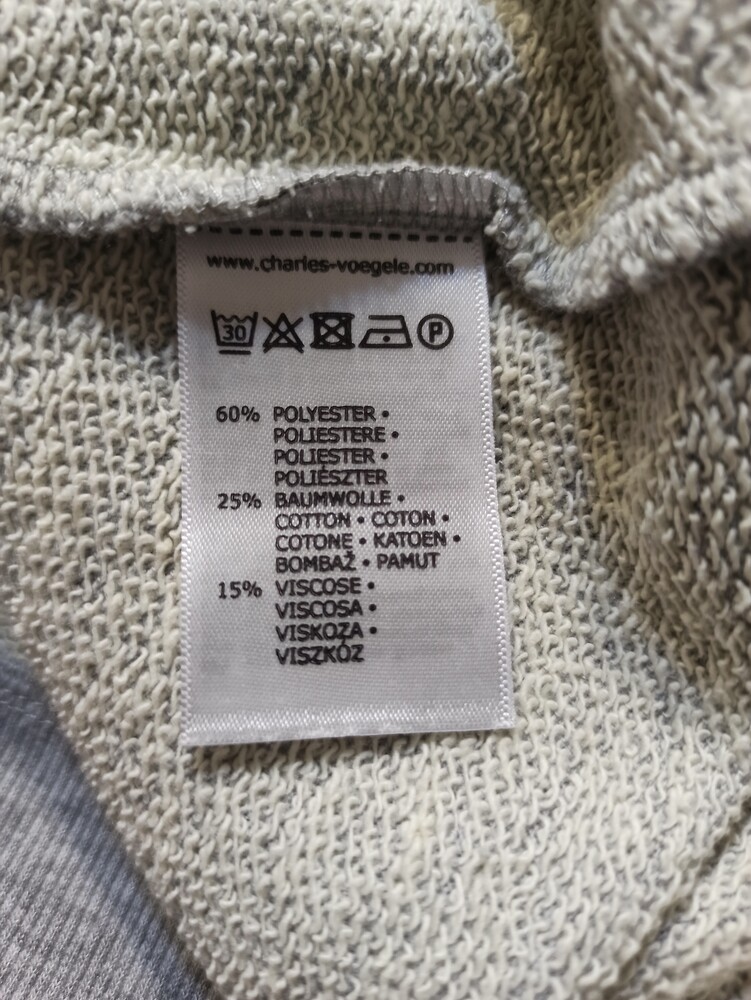 www.charles-voegele.com
30 P
60% POLYESTER •
POLIESTERE •
POLIESTER •
POLIÉSZTER
25% BAUMWOLLE •
COTTON • COTON •
COTONE • KATOEN •
BOMBAŽ • PAMUT
15% VISCOSE •
VISCOSA •
VISKOZA •
VISZKÓZ